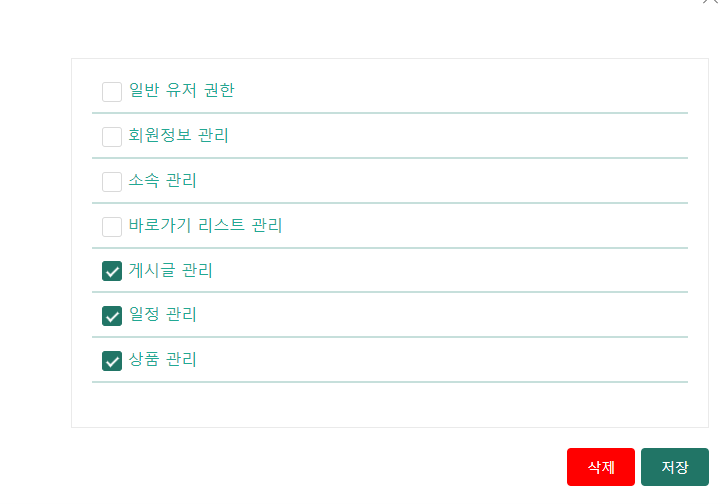 일반 유저 권한
회원정보 관리
소속 관리
바로가기 리스트 관리
게시글 관리
일정 관리
상품 관리
삭제 저장